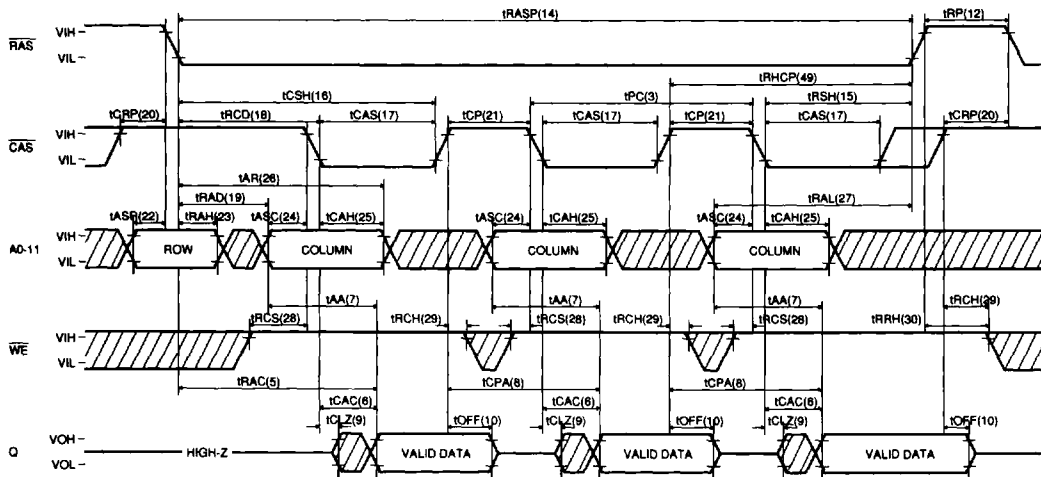 tRASP(14) tRP(12)
VIH
RAS
VIL
tRHCP(49)
tCSH(16) tPC(3) tRSH(15)
tCRP(20) tRCD(18) tCAS(17) tCP(21) tCAS(17) tCP(21) tCAS(17) tCRP(20)
VIH
CAS
VIL
tAR(26)
tRAD(19) tRAL(27)
tASR(22) tRAH(23) tASC(24) tCAH(25) tASC(24) tCAH(25) tASC(24) tCAH(25)
VIH
A0-11 ROW COLUMN COLUMN COLUMN
VIL
tAA(7) tAA(7) tAA(7)
tRCS(28) tRCH(29) tRCS(28) tRCH(29) tRCS(28) tRRH(30) tRCH(29)
VIH
WE
VIL
tRAC(5) tCPA(8) tCPA(8)
tCAC(6) tCAC(6) tCAC(6)
tCLZ(9) tOFF(10) tCLZ(9) tOFF(10) tCLZ(9) tOFF(10)
VOH
Q HIGH-Z VALID DATA VALID DATA VALID DATA
VOL